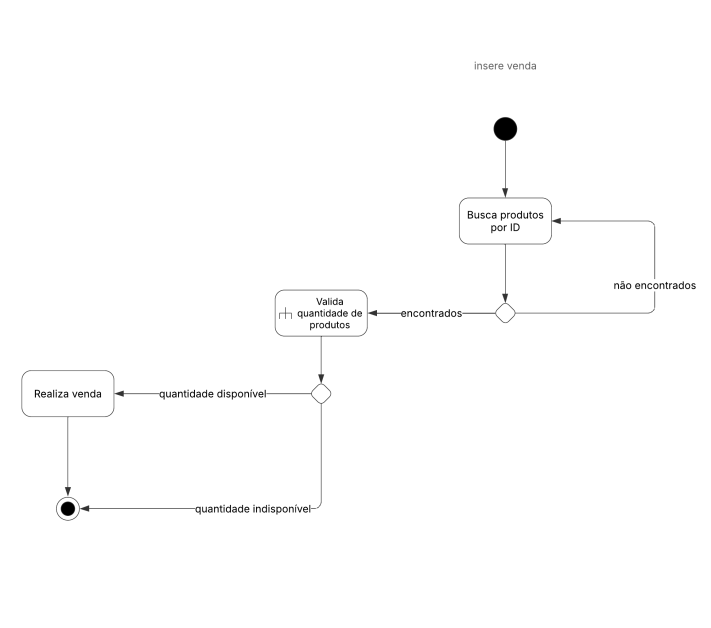 insere venda
Busca produtos
por ID
não encontrados
encontrados
Valida
quantidade de
produtos
quantidade disponível
Realiza venda
quantidade indisponível